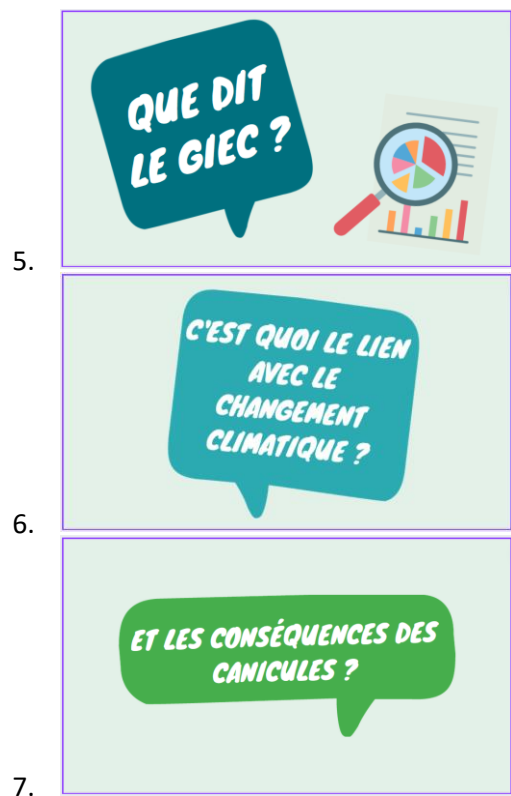 QUE DIT
LE GIEC ?
5.
C'EST QUOI LE LIEN
AVEC LE
CHANGEMENT
CLIMATIQUE ?
6.
ET LES CONSÉQUENCES DES
CANICULES ?
7.